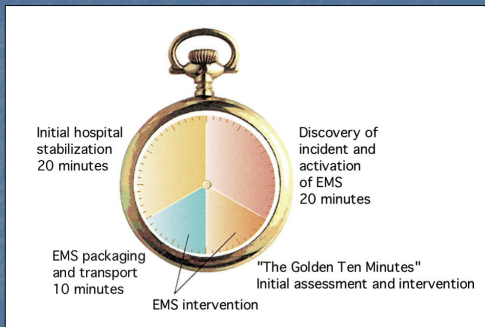 Initial hospital
stabilization
20 minutes
Discovery of
incident and
activation
of EMS
20 minutes
EMS packaging
and transport
10 minutes
"The Golden Ten Minutes"
Initial assessment and intervention
EMS intervention